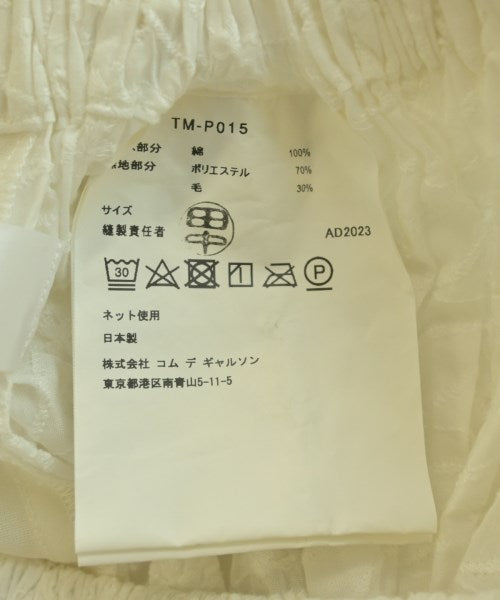 TM-P015
部分 綿 100%
地部分 ポリエステル 70%
毛 30%
サイズ
縫製責任者
AD2023
30
P
ネット使用
日本製
株式会社 コム デ ギャルソン
東京都港区南青山5-11-5